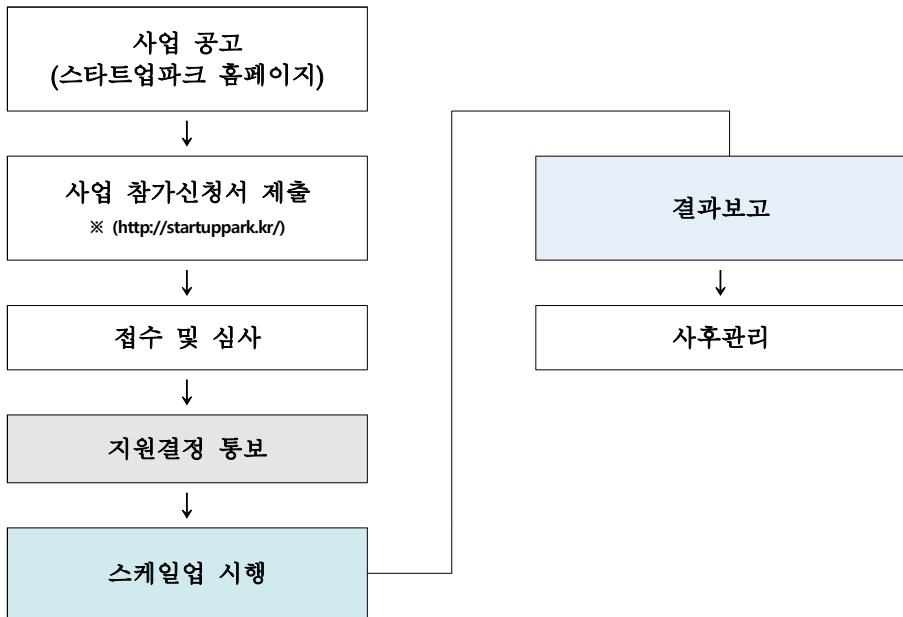 사업 공고
(스타트업파크 홈페이지)
사업 참가신청서 제출
※ (http://startuppark.kr/)
접수 및 심사
지원결정 통보
스케일업 시행
결과보고
사후관리